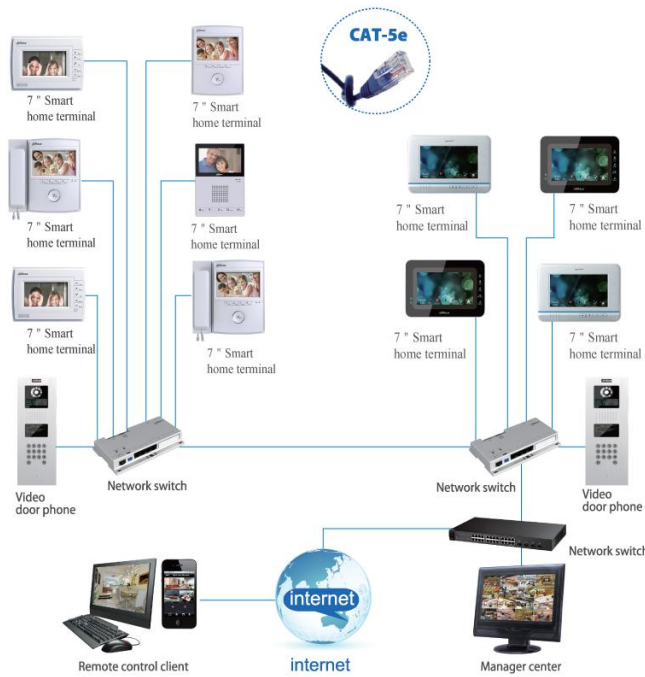 CAT-5e
7 " Smart
home terminal
7 " Smart
home terminal
7 " Smart
home terminal
7 " Smart
home terminal
7 " Smart
home terminal
7 " Smart
home terminal
7 " Smart
home terminal
7 " Smart
home terminal
7 " Smart
home terminal
7 " Smart
home terminal
Video
door phone
Network switch
Network switch
Video
door phone
Network switch
internet
Remote control client
internet
Manager center